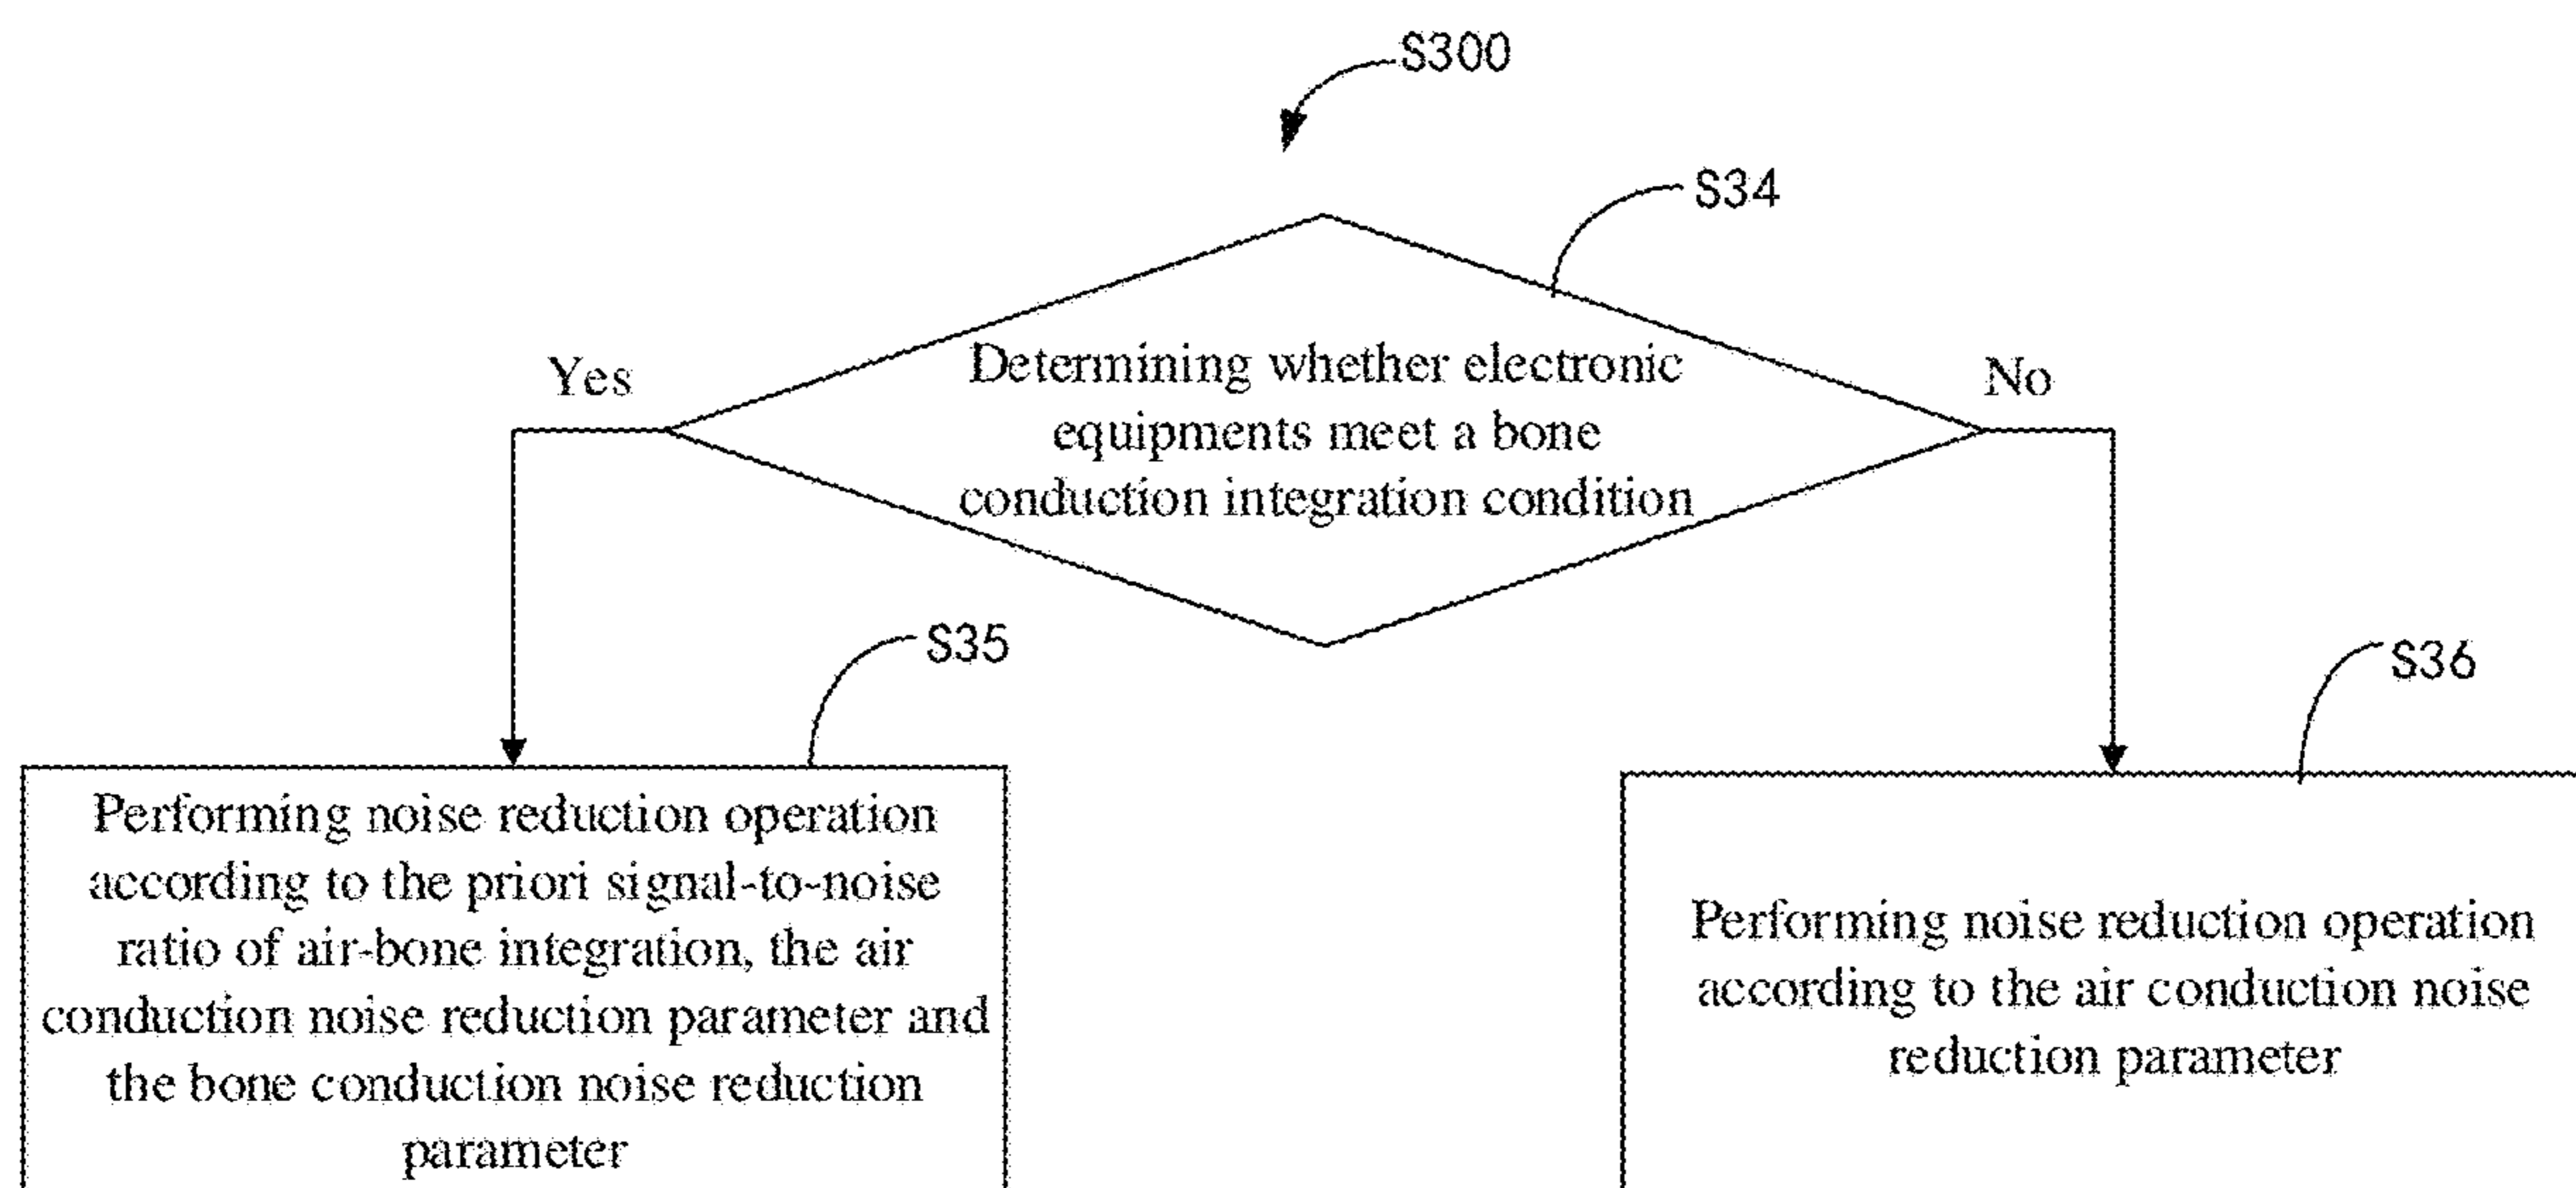 S300
S34
Determining whether electronic
equipments meet a bone
conduction integration condition
Yes
No
S35
Performing noise reduction operation
according to the priori signal-to-noise
ratio of air-bone integration, the air
conduction noise reduction parameter and
the bone conduction noise reduction
parameter
S36
Performing noise reduction operation
according to the air conduction noise
reduction parameter